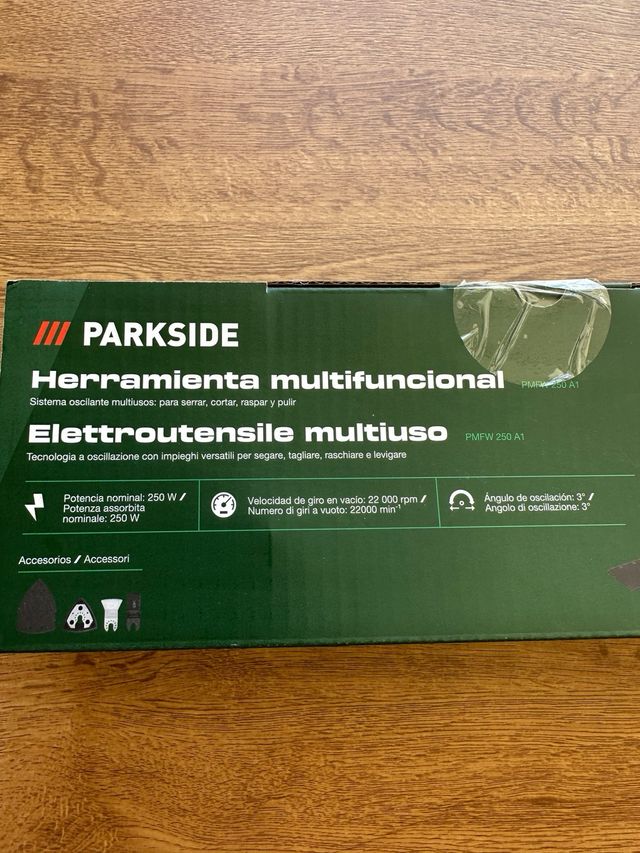 PARKSIDE
Herramienta multifuncional PMFW 250 A1
Sistema oscilante multiusos: para serrar, cortar, raspar y pulir
Elettroutensile multiuso PMFW 250 A1
Tecnologia a oscillazione con impieghi versatili per segare, tagliare, raschiare e levigare
Potencia nominal: 250 W /
Potenza assorbita
nominale: 250 W
Velocidad de giro en vacío: 22 000 rpm /
Numero di giri a vuoto: 22000 min⁻¹
Ángulo de oscilación: 3° /
Angolo di oscillazione: 3°
Accesorios // Accessori